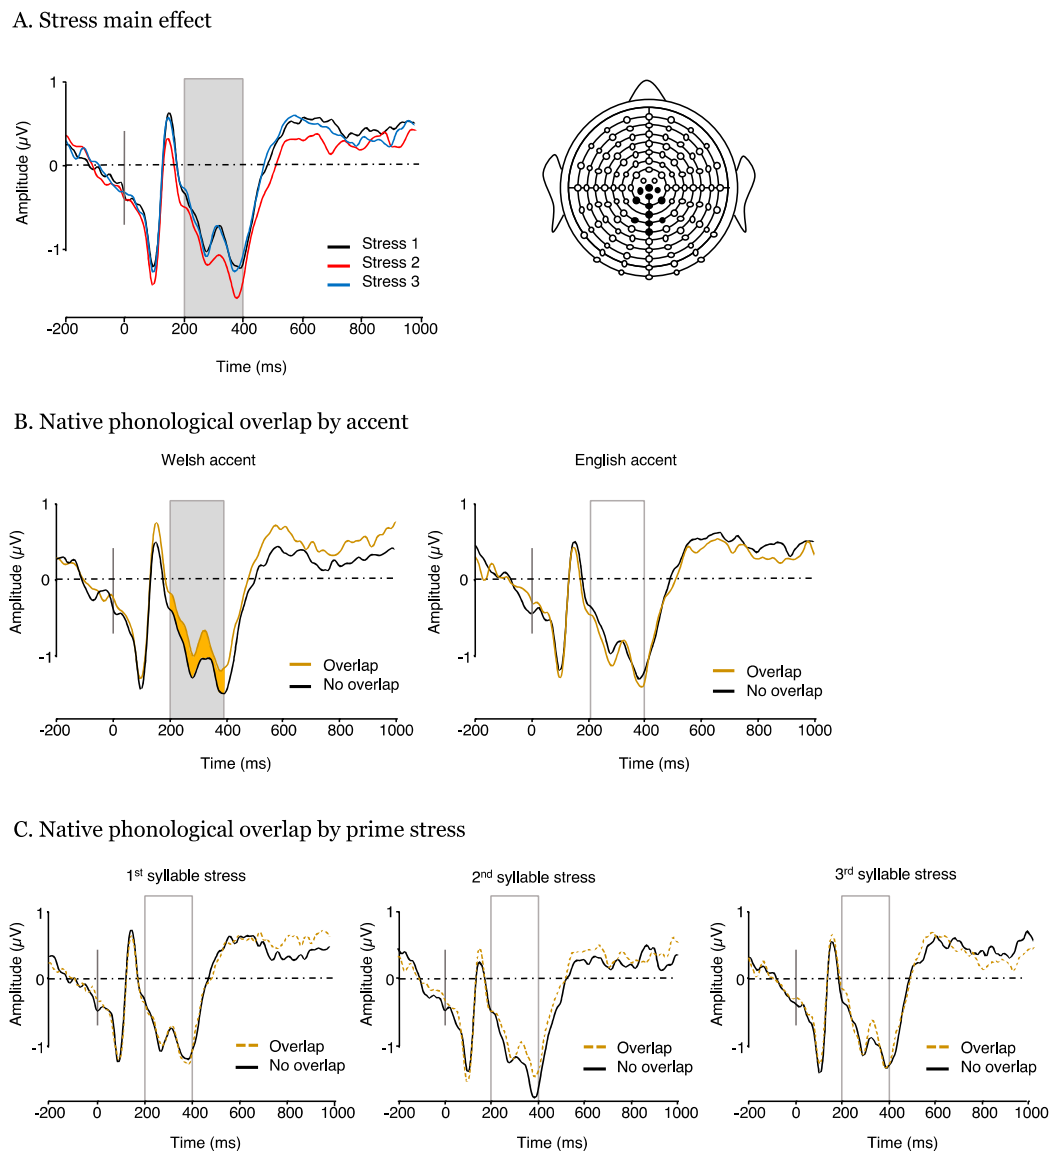 A. Stress main effect
1
0
-1
Amplitude (µV)
Stress 1
Stress 2
Stress 3
-200 0 200 400 600 800 1000
Time (ms)
B. Native phonological overlap by accent
Welsh accent
1
0
-1
Amplitude (µV)
Overlap
No overlap
-200 0 200 400 600 800 1000
Time (ms)
English accent
1
0
-1
Amplitude (µV)
Overlap
No overlap
-200 0 200 400 600 800 1000
Time (ms)
C. Native phonological overlap by prime stress
1st syllable stress
1
0
-1
Amplitude (µV)
Overlap
No overlap
-200 0 200 400 600 800 1000
Time (ms)
2nd syllable stress
1
0
-1
Amplitude (µV)
Overlap
No overlap
-200 0 200 400 600 800 1000
Time (ms)
3rd syllable stress
1
0
-1
Amplitude (µV)
Overlap
No overlap
-200 0 200 400 600 800 1000
Time (ms)